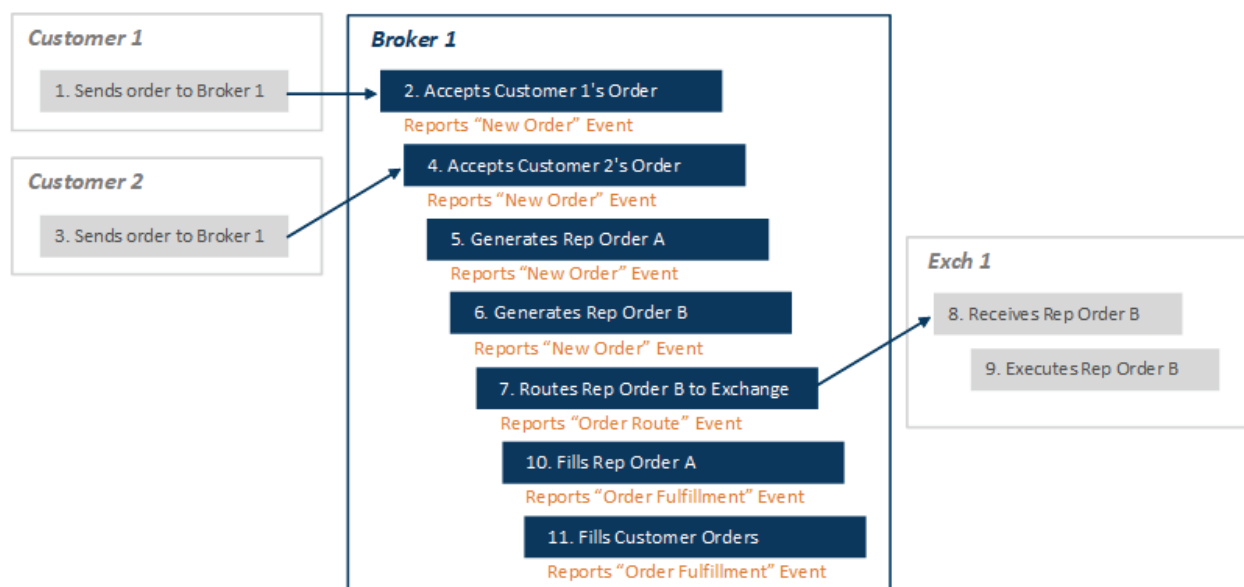 Customer 1
1. Sends order to Broker 1
Customer 2
3. Sends order to Broker 1
Broker 1
2. Accepts Customer 1's Order
Reports “New Order” Event
4. Accepts Customer 2's Order
Reports “New Order” Event
5. Generates Rep Order A
Reports “New Order” Event
6. Generates Rep Order B
Reports “New Order” Event
7. Routes Rep Order B to Exchange
Reports “Order Route” Event
10. Fills Rep Order A
Reports “Order Fulfillment” Event
11. Fills Customer Orders
Reports “Order Fulfillment” Event
Exch 1
8. Receives Rep Order B
9. Executes Rep Order B